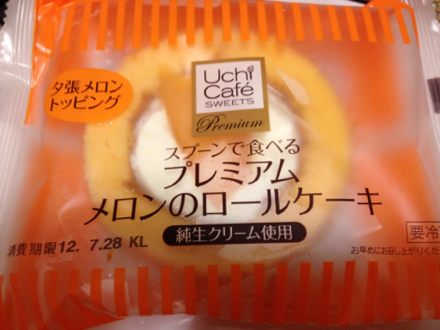 夕張メロン
トッピング
Uchi
Café
SWEETS
Premium
スプーンで食べる
プレミアム
メロンのロールケーキ
純生クリーム使用
消費期限12. 7.28 KL
要冷
お早めにお召し上がりくだ